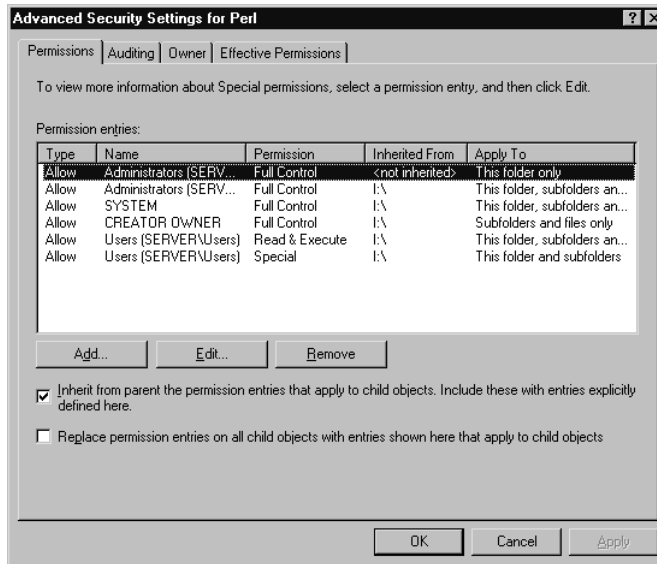 Advanced Security Settings for Perl
Permissions Auditing Owner Effective Permissions
To view more information about Special permissions, select a permission entry, and then click Edit.
Permission entries:
Type Name Permission Inherited From Apply To
Allow Administrators (SERV... Full Control <not inherited> This folder only
Allow Administrators (SERV... Full Control I:\ This folder, subfolders an...
Allow SYSTEM Full Control I:\ This folder, subfolders an...
Allow CREATOR OWNER Full Control I:\ Subfolders and files only
Allow Users (SERVER\Users) Read & Execute I:\ This folder, subfolders an...
Allow Users (SERVER\Users) Special I:\ This folder and subfolders
Add... Edit... Remove
Inherit from parent the permission entries that apply to child objects. Include these with entries explicitly
defined here.
Replace permission entries on all child objects with entries shown here that apply to child objects
OK Cancel Apply